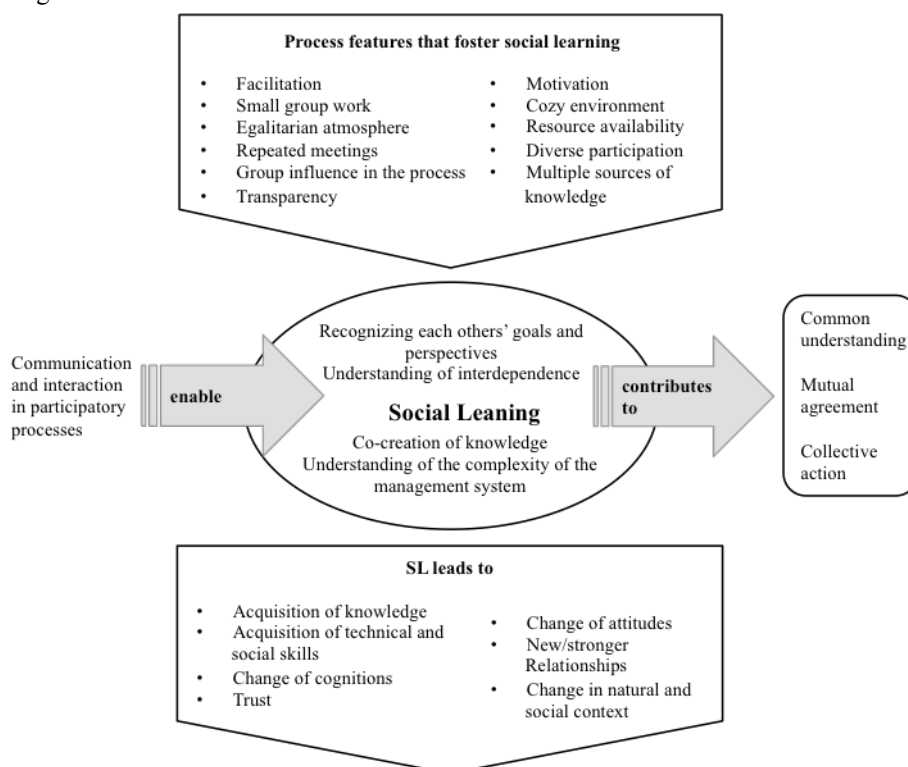 Process features that foster social learning
• Facilitation
• Small group work
• Egalitarian atmosphere
• Repeated meetings
• Group influence in the process
• Transparency
• Motivation
• Cozy environment
• Resource availability
• Diverse participation
• Multiple sources of
knowledge
Communication
and interaction
in participatory
processes
enable
Recognizing each others' goals and
perspectives
Understanding of interdependence
Social Leaning
Co-creation of knowledge
Understanding of the complexity of the
management system
contributes
to
Common
understanding
Mutual
agreement
Collective
action
SL leads to
• Acquisition of knowledge
• Acquisition of technical and
social skills
• Change of cognitions
• Trust
• Change of attitudes
• New/stronger
Relationships
• Change in natural and
social context